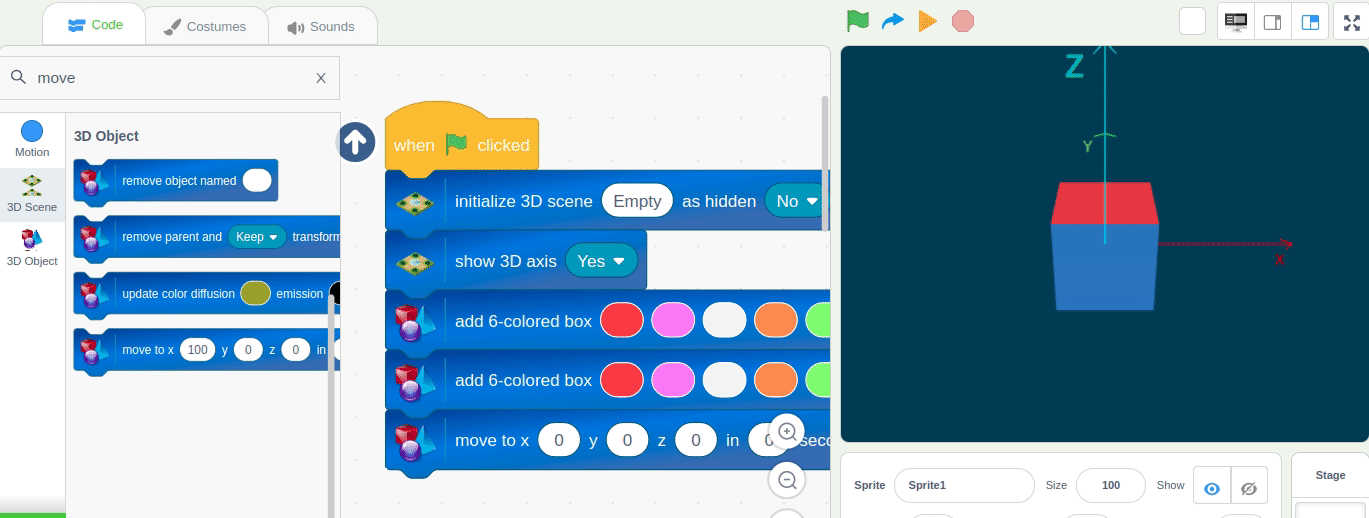 Code
Costumes
Sounds
move X
Motion
3D Scene
3D Object
3D Object
remove object named
remove parent and Keep transform
update color diffusion emission
move to x 100 y 0 z 0 in
when clicked
initialize 3D scene Empty as hidden No
show 3D axis Yes
add 6-colored box
add 6-colored box
move to x 0 y 0 z 0 in 0 seco
Z
Y
X
Sprite Sprite1 Size 100 Show
Stage